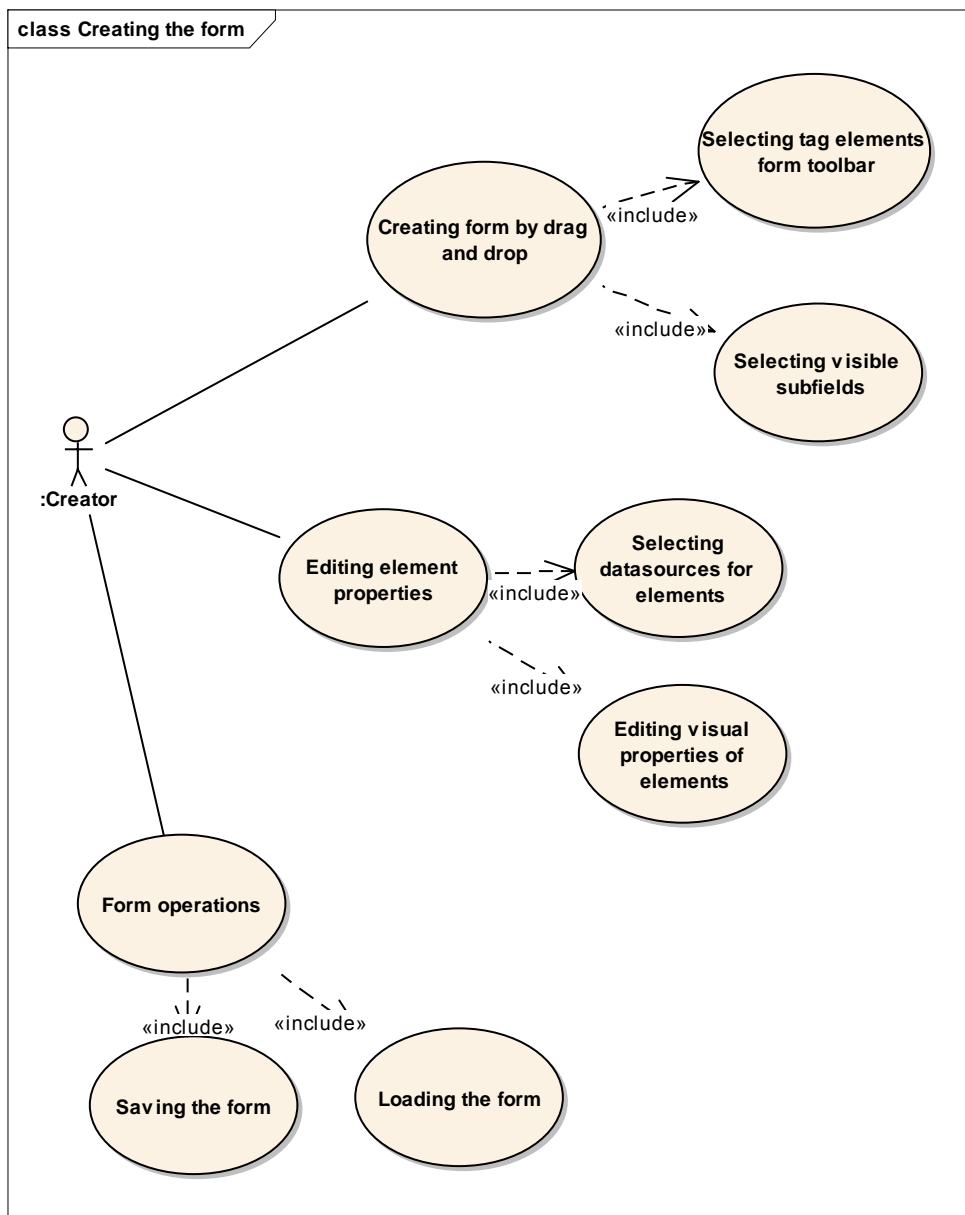 class Creating the form
Selecting tag elements
form toolbar
Creating form by drag
and drop
«include»
«include»
Selecting visible
subfields
:Creator
Editing element
properties
«include»
Selecting
datasources for
elements
«include»
Editing visual
properties of
elements
Form operations
«include»
«include»
Saving the form
Loading the form